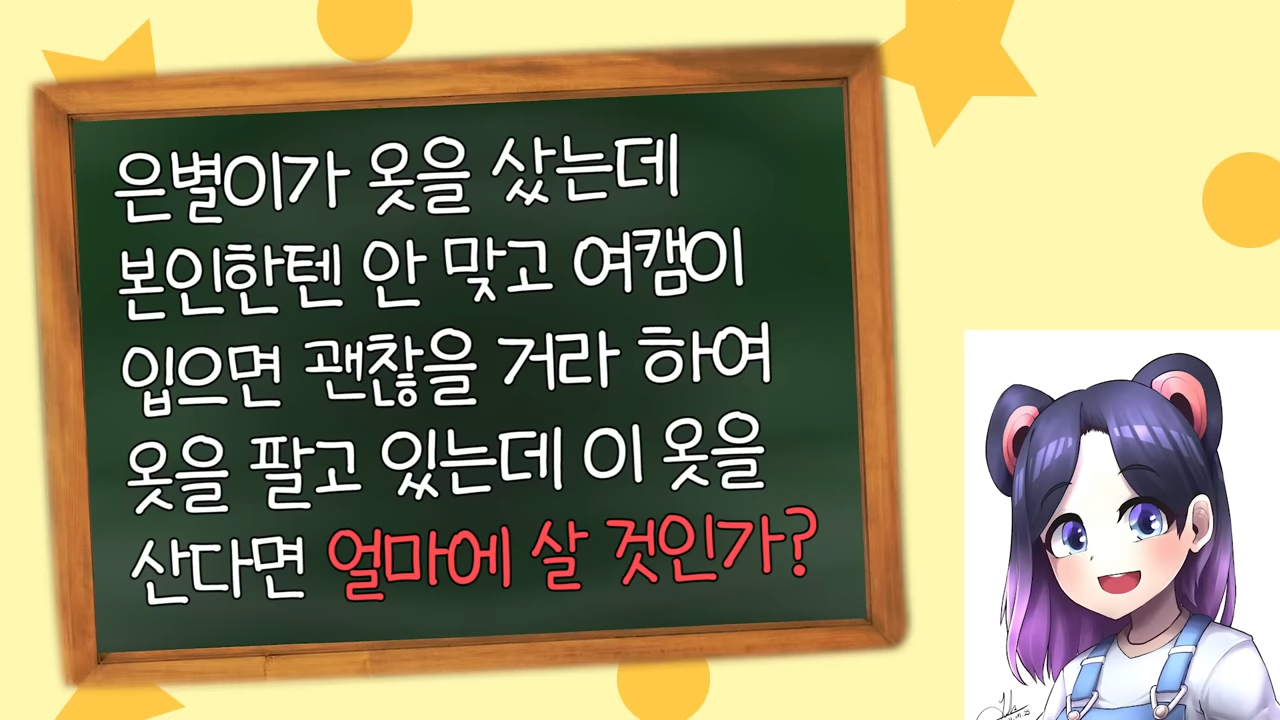 은별이가 옷을 샀는데
본인한텐 안 맞고 여캠이
입으면 괜찮을 거라 하여
옷을 팔고 있는데 이 옷을
산다면 얼마에 살 것인가?